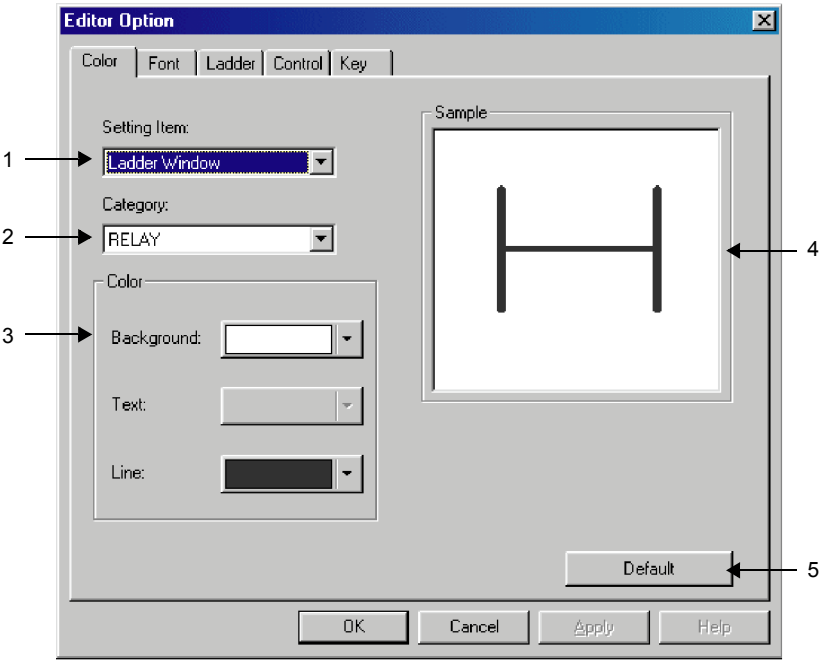 Editor Option
Color Font Ladder Control Key
Setting Item:
1 Ladder Window
Category:
2 RELAY
Color
3 Background:
Text:
Line:
Sample
4
Default 5
OK Cancel Apply Help